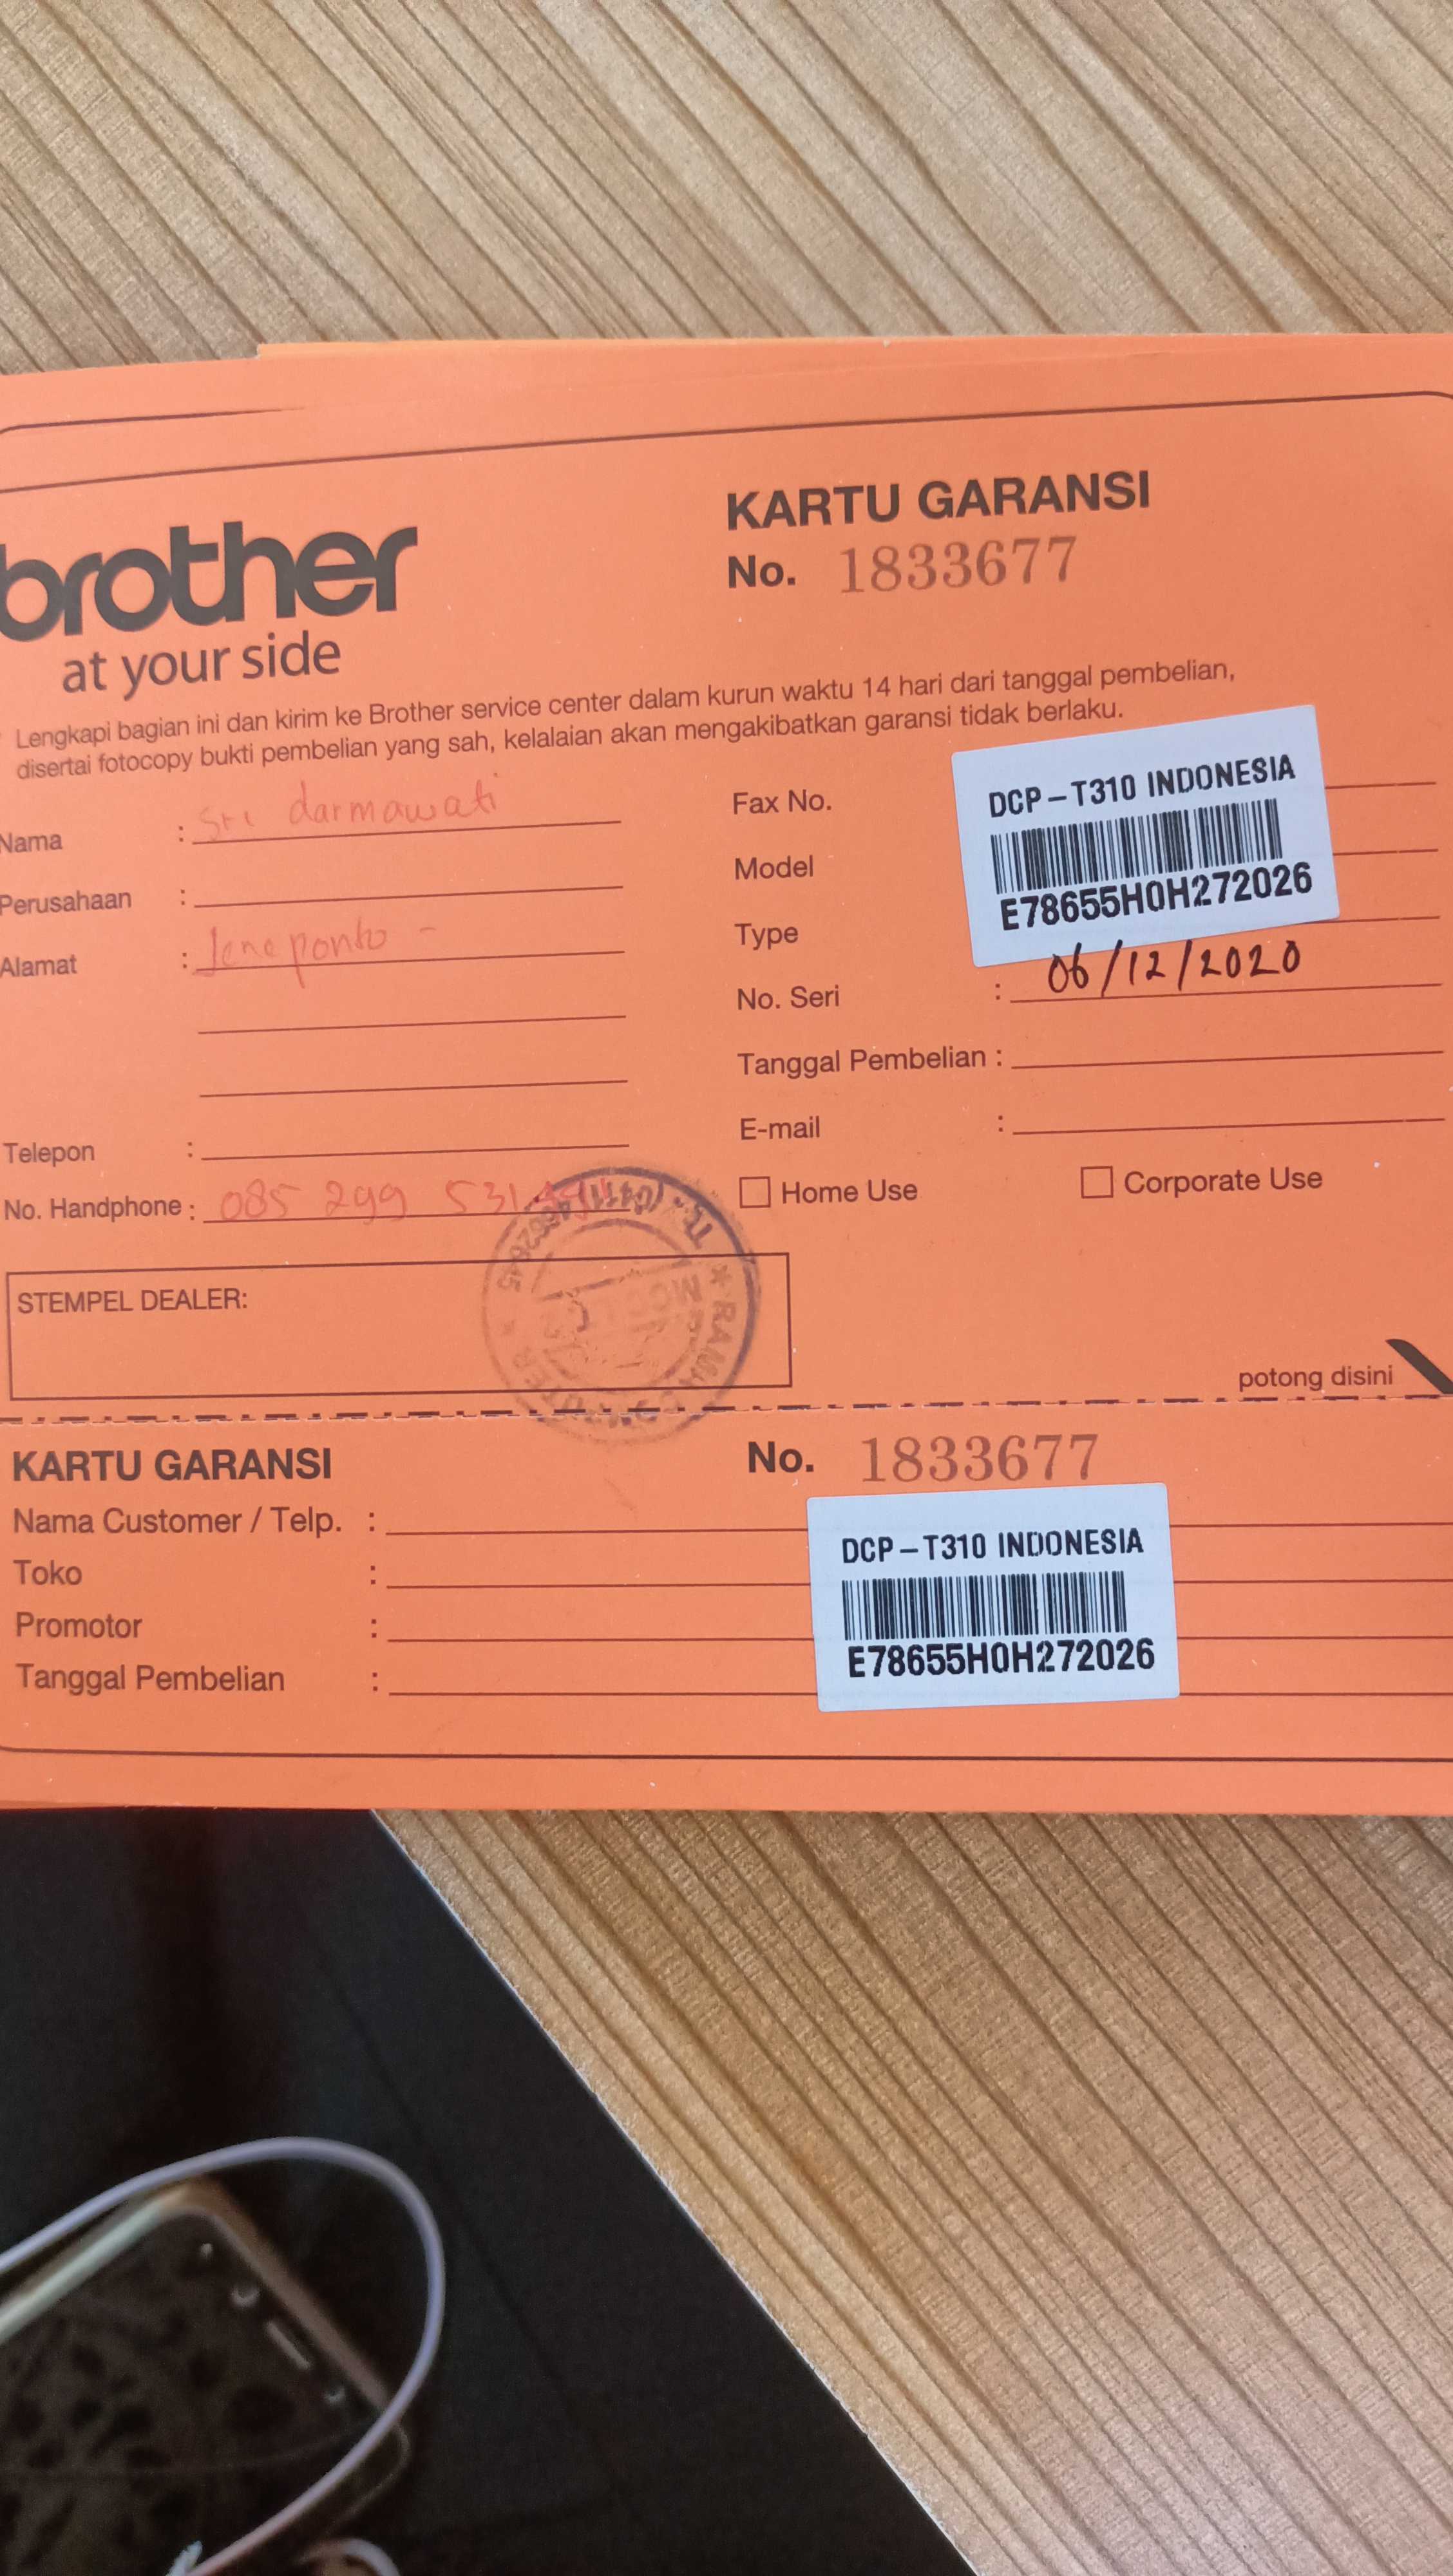 brother
at your side
KARTU GARANSI
No. 1833677
Lengkapi bagian ini dan kirim ke Brother service center dalam kurun waktu 14 hari dari tanggal pembelian,
disertai fotocopy bukti pembelian yang sah, kelalaian akan mengakibatkan garansi tidak berlaku.
Nama : Sri darmawati
Perusahaan :
Alamat : Jeneponto -
Telepon :
No. Handphone : 085 299 531
Fax No.
Model
Type
No. Seri : 06/12/2020
Tanggal Pembelian :
E-mail :
Home Use
Corporate Use
DCP-T310 INDONESIA
E78655H0H272026
STEMPEL DEALER:
potong disini
KARTU GARANSI
No. 1833677
Nama Customer / Telp. :
Toko :
Promotor :
Tanggal Pembelian :
DCP-T310 INDONESIA
E78655H0H272026